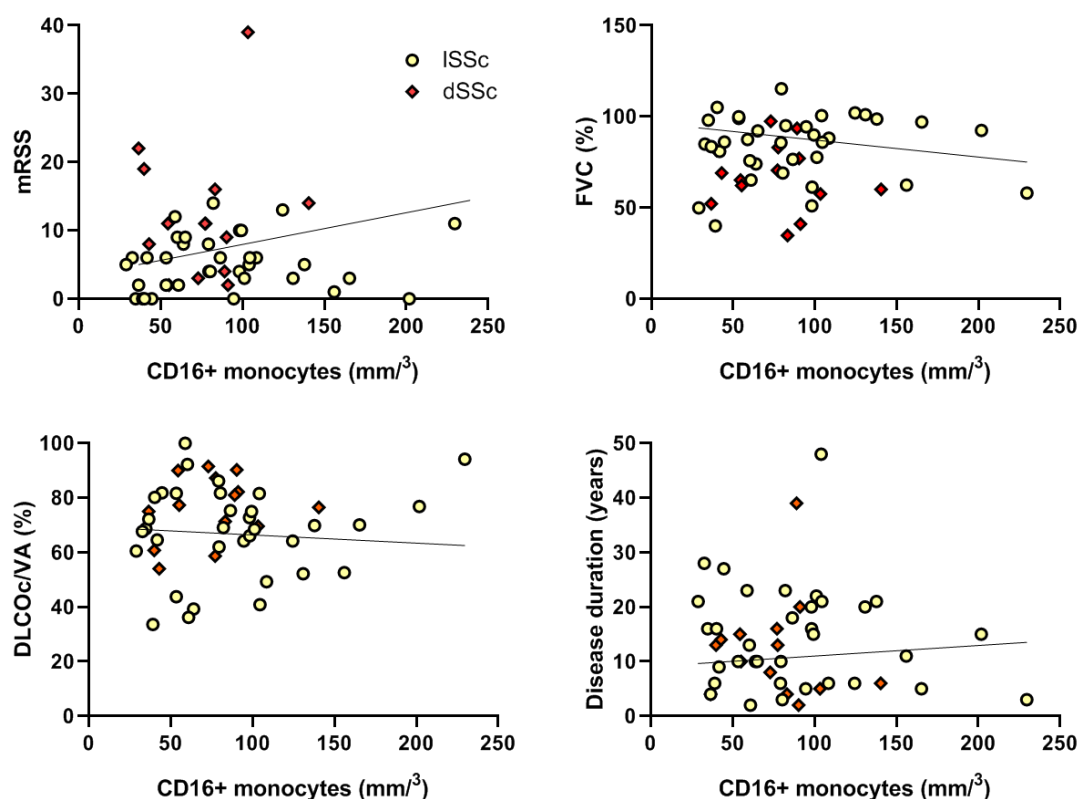 40
30
20
10
0
mRSS
lSSc
dSSc
0 50 100 150 200 250
CD16+ monocytes (mm/³)
150
100
50
0
FVC (%)
0 50 100 150 200 250
CD16+ monocytes (mm/³)
100
80
60
40
20
0
DLCOc/VA (%)
0 50 100 150 200 250
CD16+ monocytes (mm/³)
50
40
30
20
10
0
Disease duration (years)
0 50 100 150 200 250
CD16+ monocytes (mm/³)